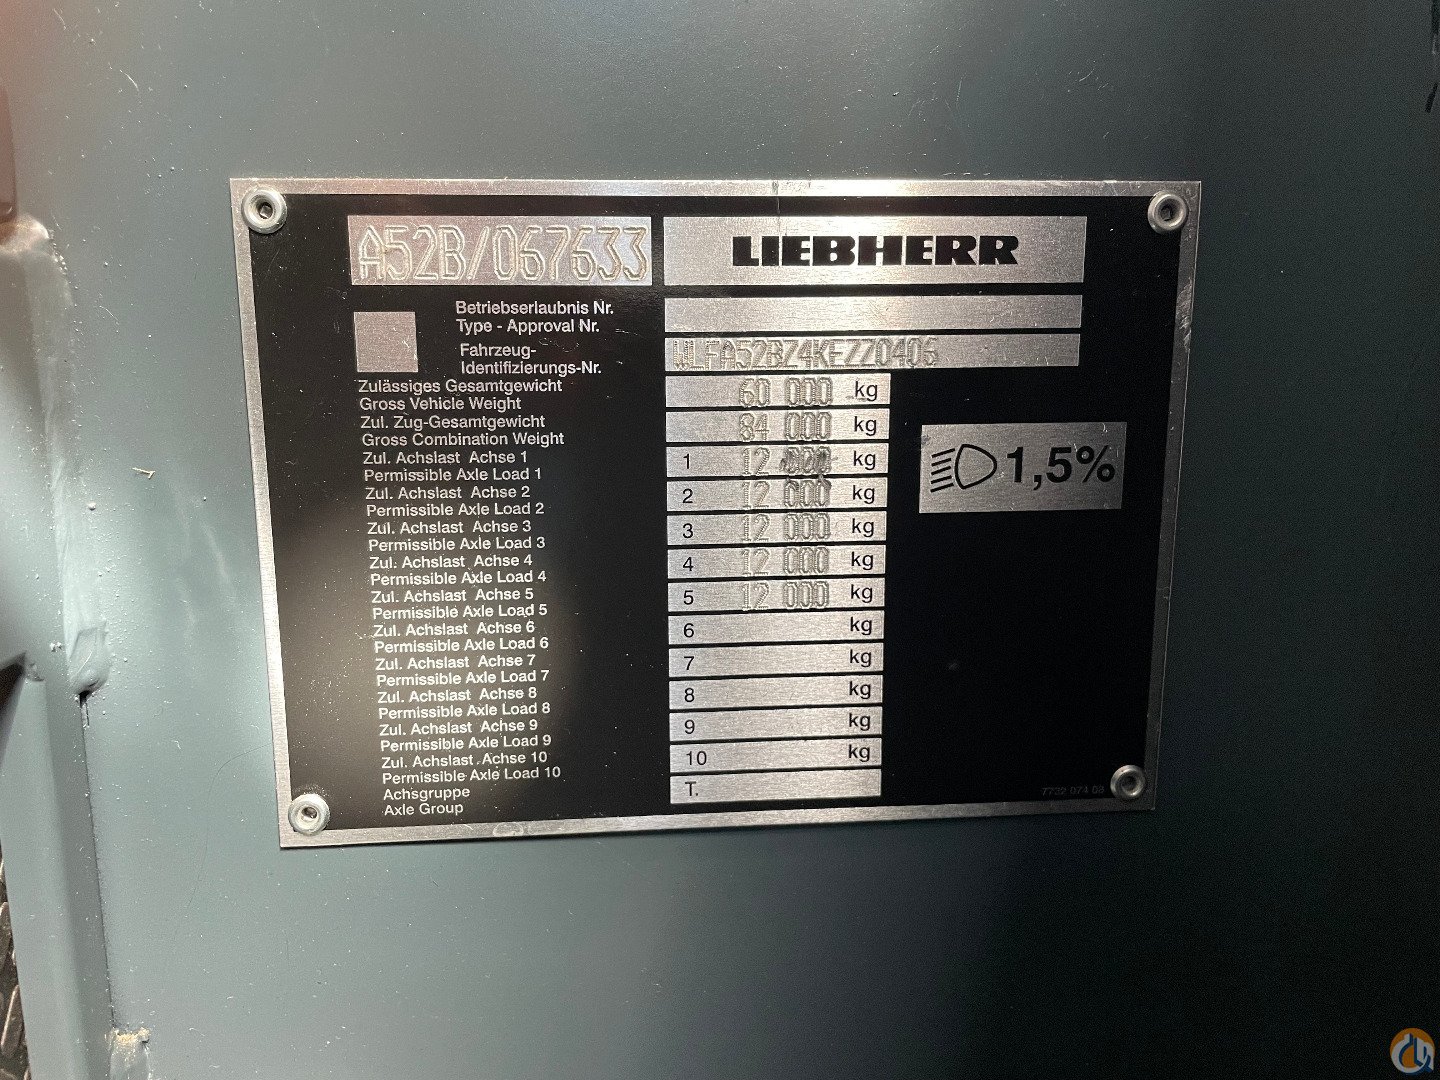 A52B/067633
LIEBHERR
Betriebserlaubnis Nr.
Type - Approval Nr.
Fahrzeug-
Identifizierungs-Nr.
WLFA52BZ4KEZZ0406
Zulässiges Gesamtgewicht
Gross Vehicle Weight
60 000 kg
Zul. Zug-Gesamtgewicht
Gross Combination Weight
84 000 kg
Zul. Achslast Achse 1
Permissible Axle Load 1
1 12 000 kg
Zul. Achslast Achse 2
Permissible Axle Load 2
2 12 000 kg
Zul. Achslast Achse 3
Permissible Axle Load 3
3 12 000 kg
Zul. Achslast Achse 4
Permissible Axle Load 4
4 12 000 kg
Zul. Achslast Achse 5
Permissible Axle Load 5
5 12 000 kg
Zul. Achslast Achse 6
Permissible Axle Load 6
6 kg
Zul. Achslast Achse 7
Permissible Axle Load 7
7 kg
Zul. Achslast Achse 8
Permissible Axle Load 8
8 kg
Zul. Achslast Achse 9
Permissible Axle Load 9
9 kg
Zul. Achslast Achse 10
Permissible Axle Load 10
10 kg
Achsgruppe
Axle Group
T.
1,5%
7732 074 08